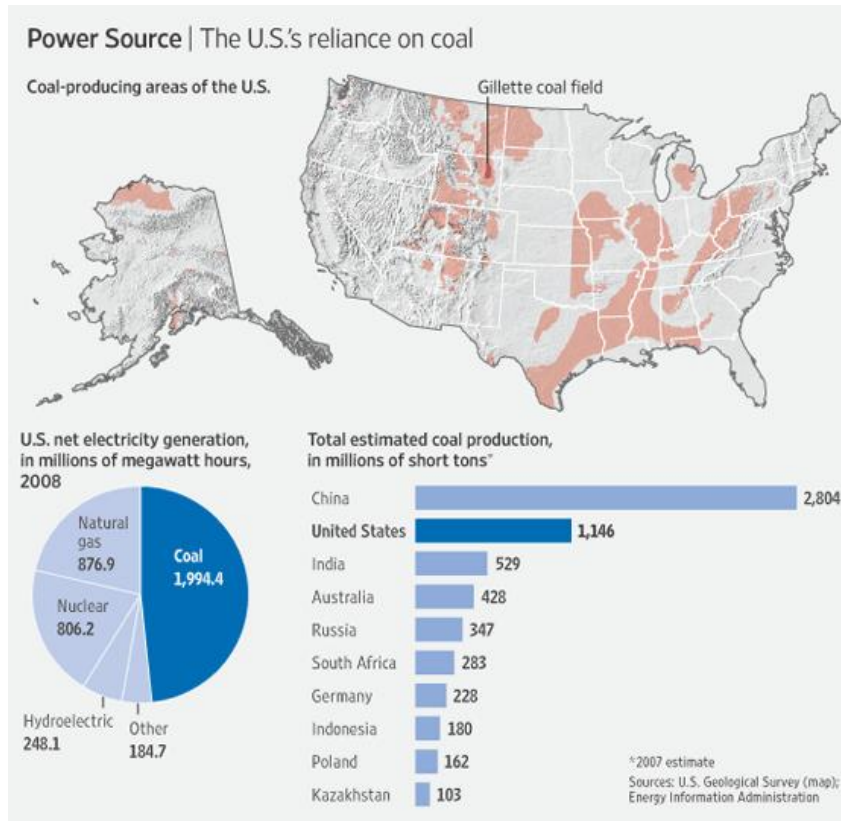 Power Source | The U.S.'s reliance on coal
Coal-producing areas of the U.S.
Gillette coal field
U.S. net electricity generation,
in millions of megawatt hours,
2008
Natural
gas
876.9
Coal
1,994.4
Nuclear
806.2
Hydroelectric
248.1
Other
184.7
Total estimated coal production,
in millions of short tons*
China 2,804
United States 1,146
India 529
Australia 428
Russia 347
South Africa 283
Germany 228
Indonesia 180
Poland 162
Kazakhstan 103
*2007 estimate
Sources: U.S. Geological Survey (map);
Energy Information Administration